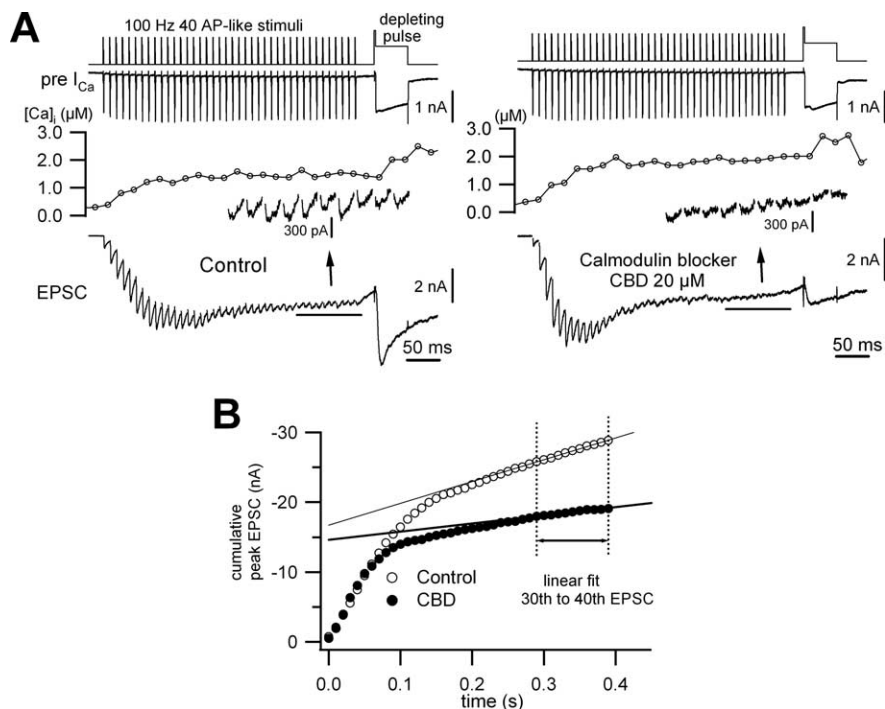 A
100 Hz 40 AP-like stimuli
depleting
pulse
pre ICa
1 nA
1 nA
[Ca]i (µM)
(µM)
3.0
2.0
1.0
0.0
3.0
2.0
1.0
0.0
300 pA
300 pA
Control
Calmodulin blocker
CBD 20 µM
2 nA
2 nA
EPSC
50 ms
50 ms
B
-30
-20
-10
0
cumulative
peak EPSC (nA)
Control
CBD
linear fit
30th to 40th EPSC
0.0 0.1 0.2 0.3 0.4
time (s)